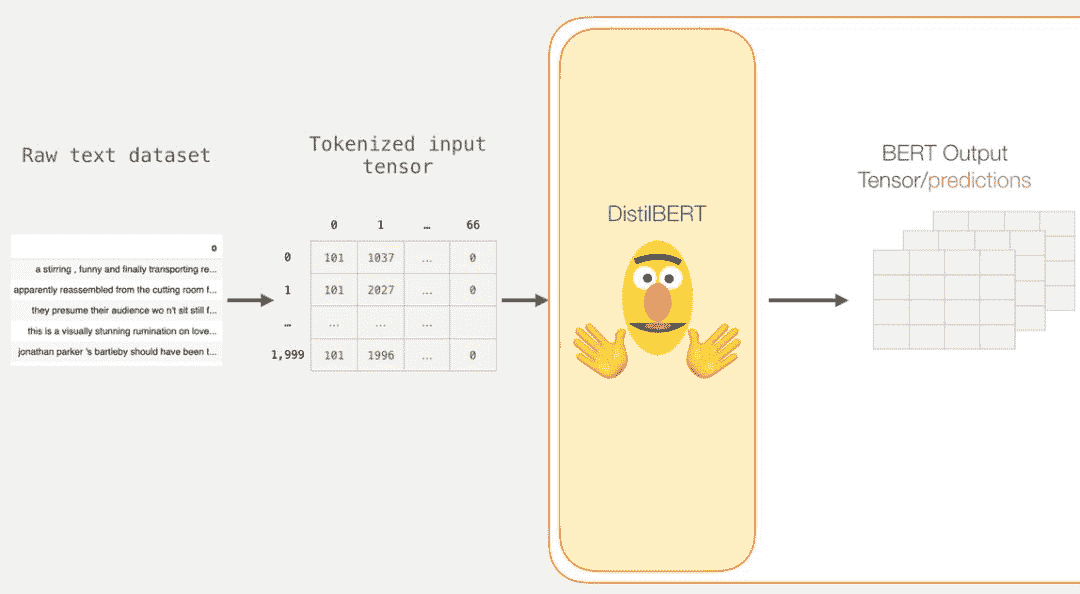 Raw text dataset
0
a stirring , funny and finally transporting re...
apparently reassembled from the cutting room f...
they presume their audience wo n't sit still f...
this is a visually stunning rumination on love...
jonathan parker 's bartleby should have been t...
Tokenized input
tensor
0 1 … 66
0 101 1037 ... 0
1 101 2027 ... 0
… ... ... ...
1,999 101 1996 ... 0
DistilBERT
BERT Output
Tensor/predictions